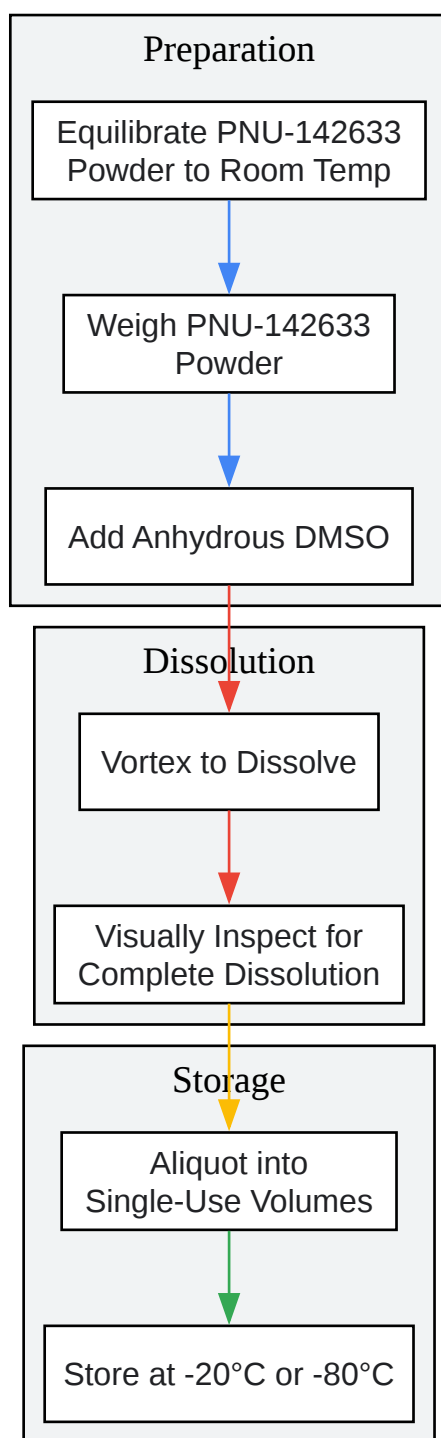 Preparation
Equilibrate PNU-142633
Powder to Room Temp
Weigh PNU-142633
Powder
Add Anhydrous DMSO
Dissolution
Vortex to Dissolve
Visually Inspect for
Complete Dissolution
Storage
Aliquot into
Single-Use Volumes
Store at -20°C or -80°C